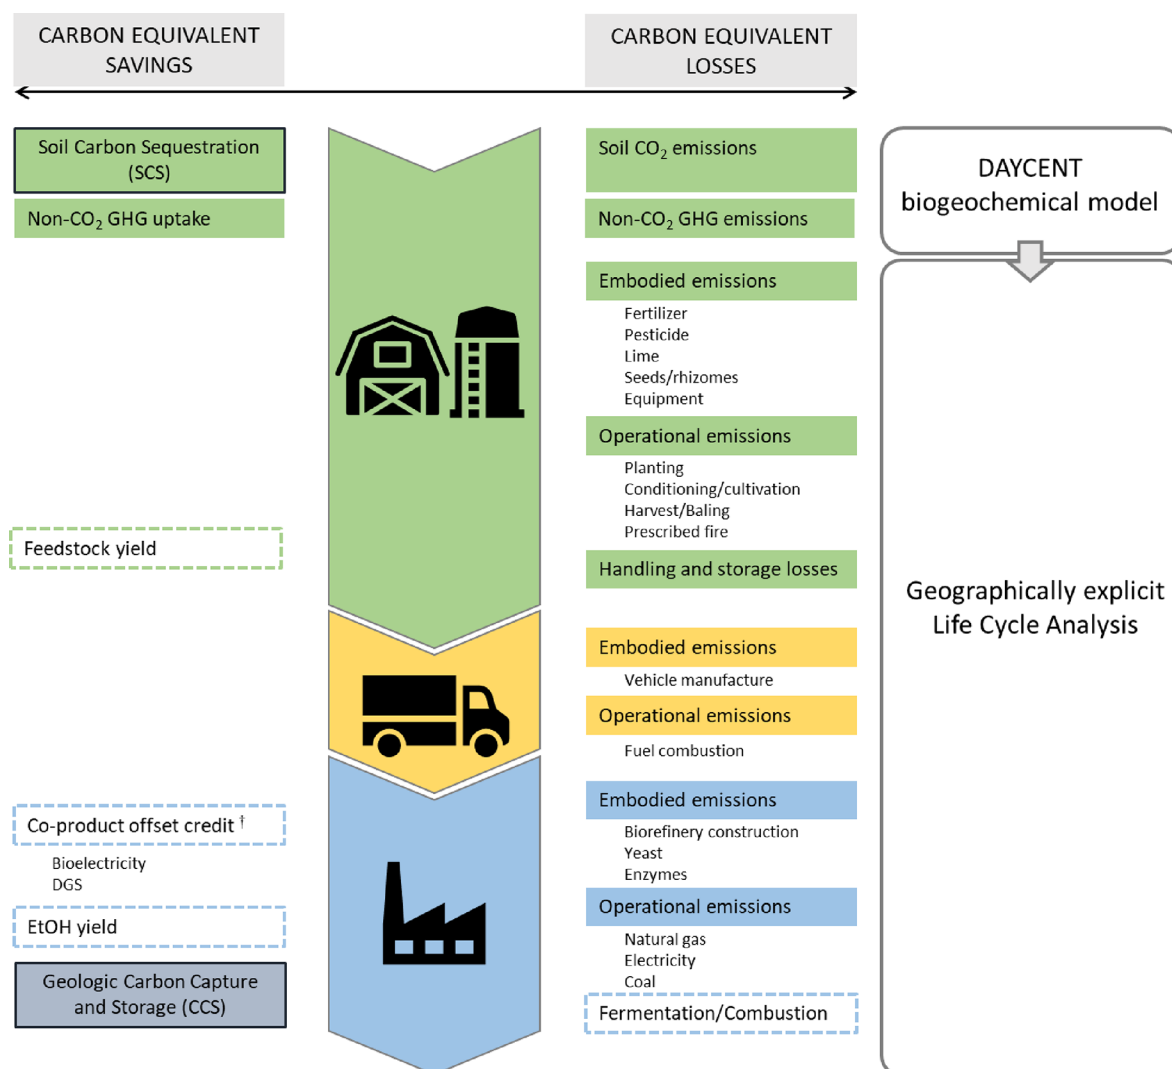 CARBON EQUIVALENT
SAVINGS
CARBON EQUIVALENT
LOSSES
Soil Carbon Sequestration
(SCS)
Non-CO₂ GHG uptake
Feedstock yield
Co-product offset credit †
Bioelectricity
DGS
EtOH yield
Geologic Carbon Capture
and Storage (CCS)
Soil CO₂ emissions
Non-CO₂ GHG emissions
Embodied emissions
Fertilizer
Pesticide
Lime
Seeds/rhizomes
Equipment
Operational emissions
Planting
Conditioning/cultivation
Harvest/Baling
Prescribed fire
Handling and storage losses
Embodied emissions
Vehicle manufacture
Operational emissions
Fuel combustion
Embodied emissions
Biorefinery construction
Yeast
Enzymes
Operational emissions
Natural gas
Electricity
Coal
Fermentation/Combustion
DAYCENT
biogeochemical model
Geographically explicit
Life Cycle Analysis